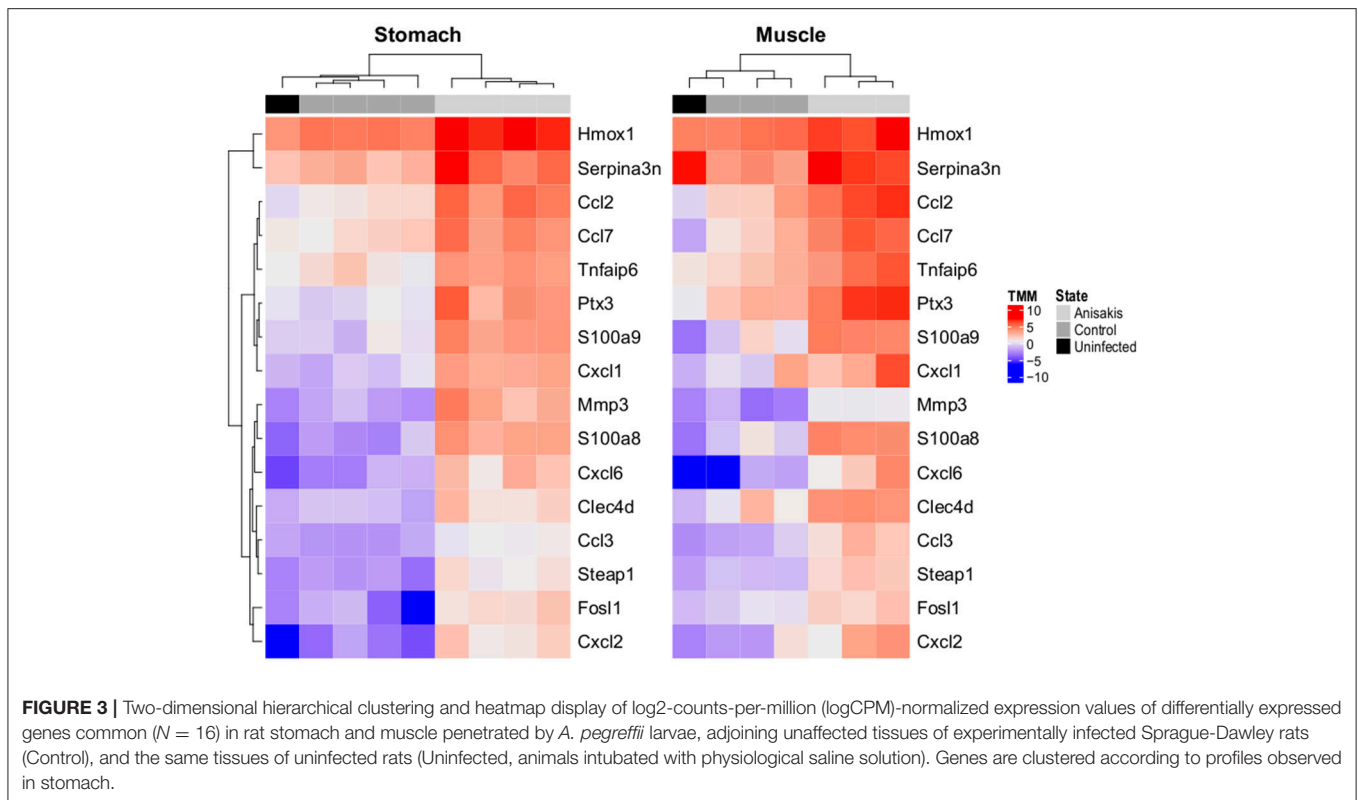 Stomach
Muscle
Hmox1
Serpina3n
Ccl2
Ccl7
Tnfaip6
Ptx3
S100a9
Cxcl1
Mmp3
S100a8
Cxcl6
Clec4d
Ccl3
Steap1
Fosl1
Cxcl2
Hmox1
Serpina3n
Ccl2
Ccl7
Tnfaip6
Ptx3
S100a9
Cxcl1
Mmp3
S100a8
Cxcl6
Clec4d
Ccl3
Steap1
Fosl1
Cxcl2
TMM
10
5
0
−5
−10
State
Anisakis
Control
Uninfected
FIGURE 3 | Two-dimensional hierarchical clustering and heatmap display of log2-counts-per-million (logCPM)-normalized expression values of differentially expressed
genes common (N = 16) in rat stomach and muscle penetrated by A. pegreffii larvae, adjoining unaffected tissues of experimentally infected Sprague-Dawley rats
(Control), and the same tissues of uninfected rats (Uninfected, animals intubated with physiological saline solution). Genes are clustered according to profiles observed
in stomach.